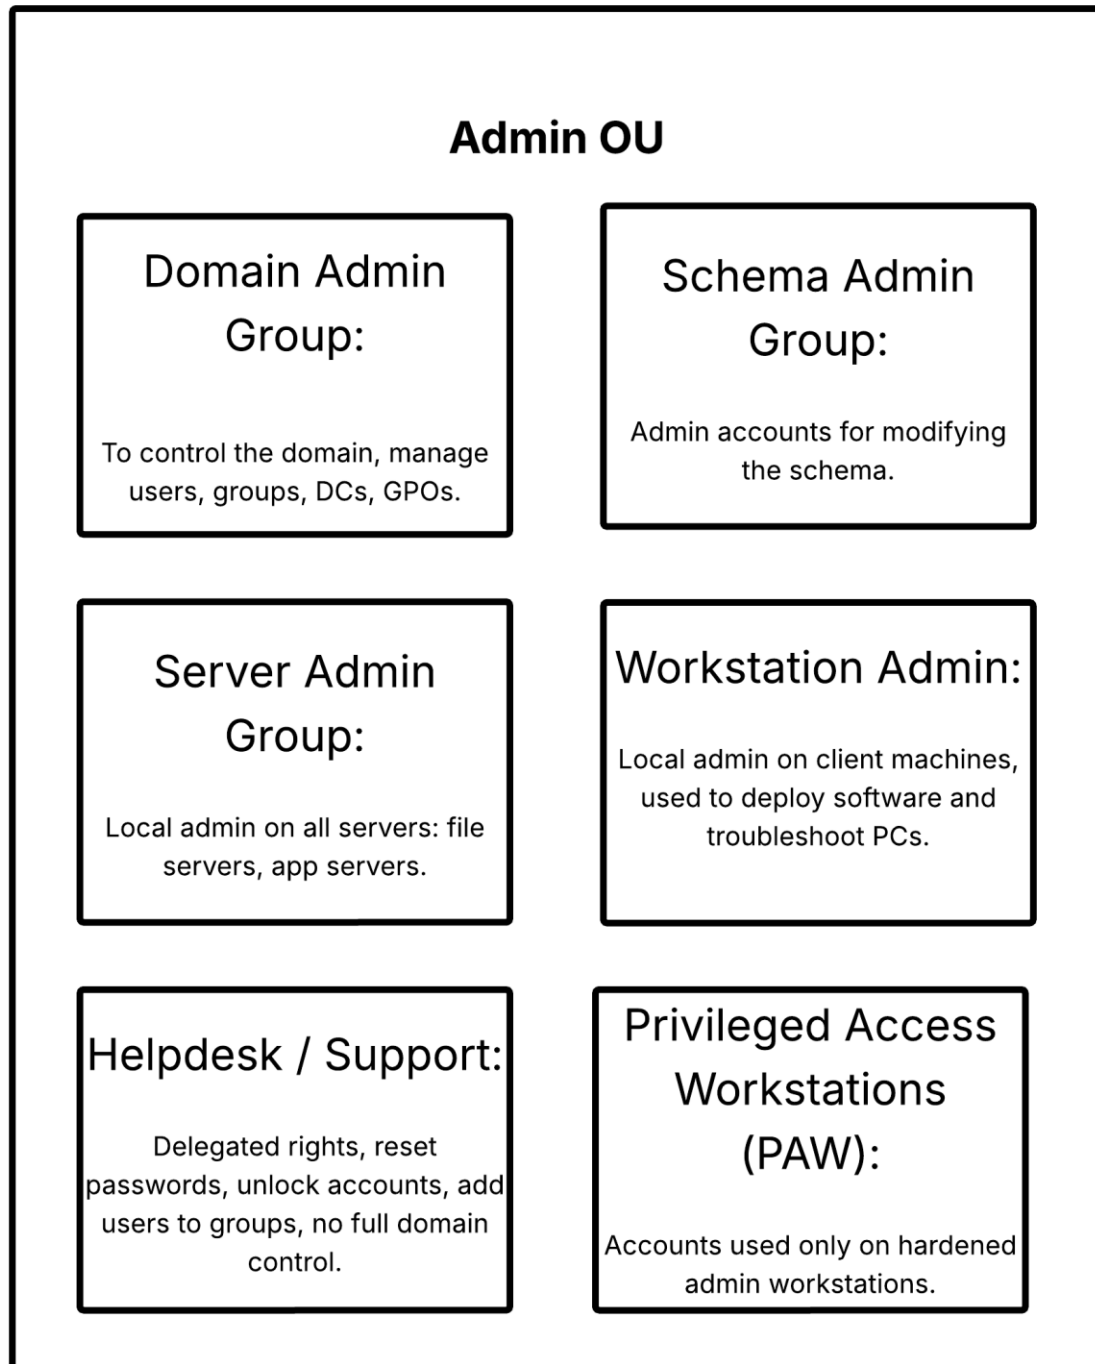 Admin OU
Domain Admin
Group:
To control the domain, manage
users, groups, DCs, GPOs.
Schema Admin
Group:
Admin accounts for modifying
the schema.
Server Admin
Group:
Local admin on all servers: file
servers, app servers.
Workstation Admin:
Local admin on client machines,
used to deploy software and
troubleshoot PCs.
Helpdesk / Support:
Delegated rights, reset
passwords, unlock accounts, add
users to groups, no full domain
control.
Privileged Access
Workstations
(PAW):
Accounts used only on hardened
admin workstations.